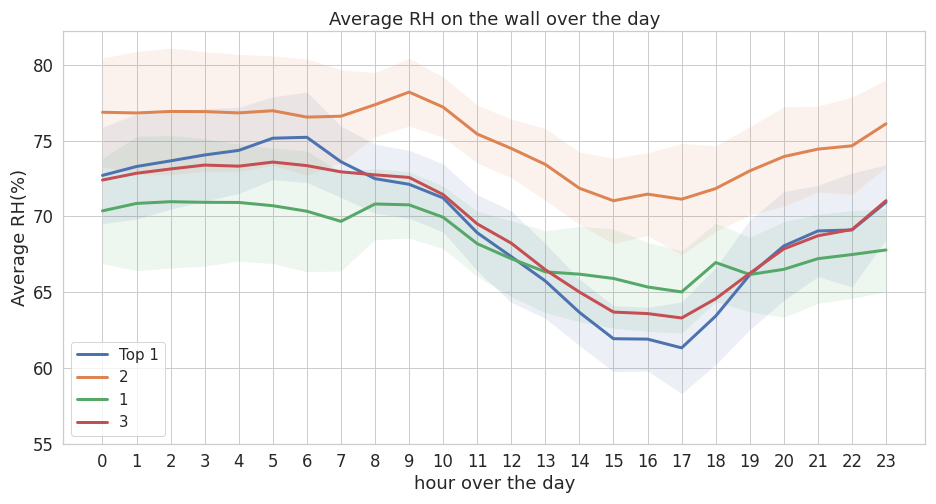 Average RH on the wall over the day
Average RH(%)
80
75
70
65
60
55
Top 1
2
1
3
0 1 2 3 4 5 6 7 8 9 10 11 12 13 14 15 16 17 18 19 20 21 22 23
hour over the day